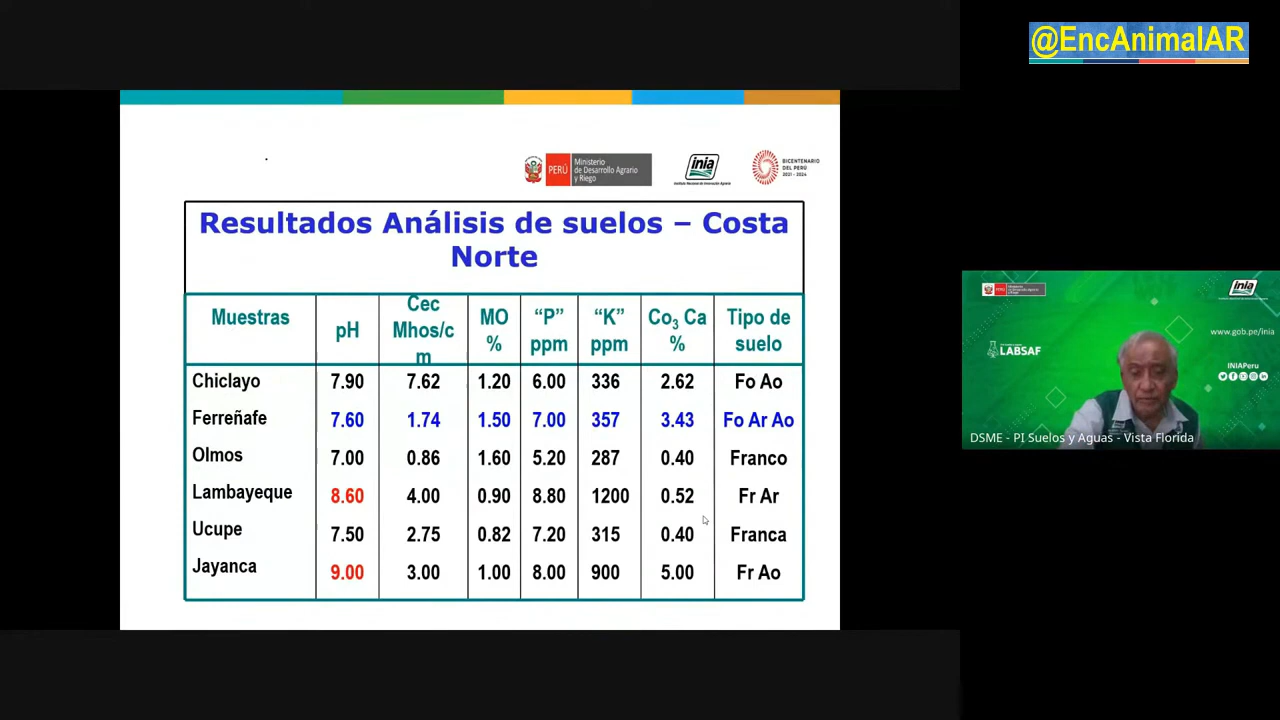 @EncAnimalAR
PERÚ
Ministerio
de Desarrollo Agrario
y Riego
inia
Instituto Nacional de Innovación Agraria
BICENTENARIO
DEL PERÚ
2021 - 2024
Resultados Análisis de suelos – Costa
Norte
Muestras pH Cec Mhos/cm MO % “P” ppm “K” ppm Co3 Ca % Tipo de suelo
Chiclayo 7.90 7.62 1.20 6.00 336 2.62 Fo Ao
Ferreñafe 7.60 1.74 1.50 7.00 357 3.43 Fo Ar Ao
Olmos 7.00 0.86 1.60 5.20 287 0.40 Franco
Lambayeque 8.60 4.00 0.90 8.80 1200 0.52 Fr Ar
Ucupe 7.50 2.75 0.82 7.20 315 0.40 Franca
Jayanca 9.00 3.00 1.00 8.00 900 5.00 Fr Ao
PERÚ
inia
www.gob.pe/inia
LABSAF
INIAPeru
DSME - PI Suelos y Aguas - Vista Florida